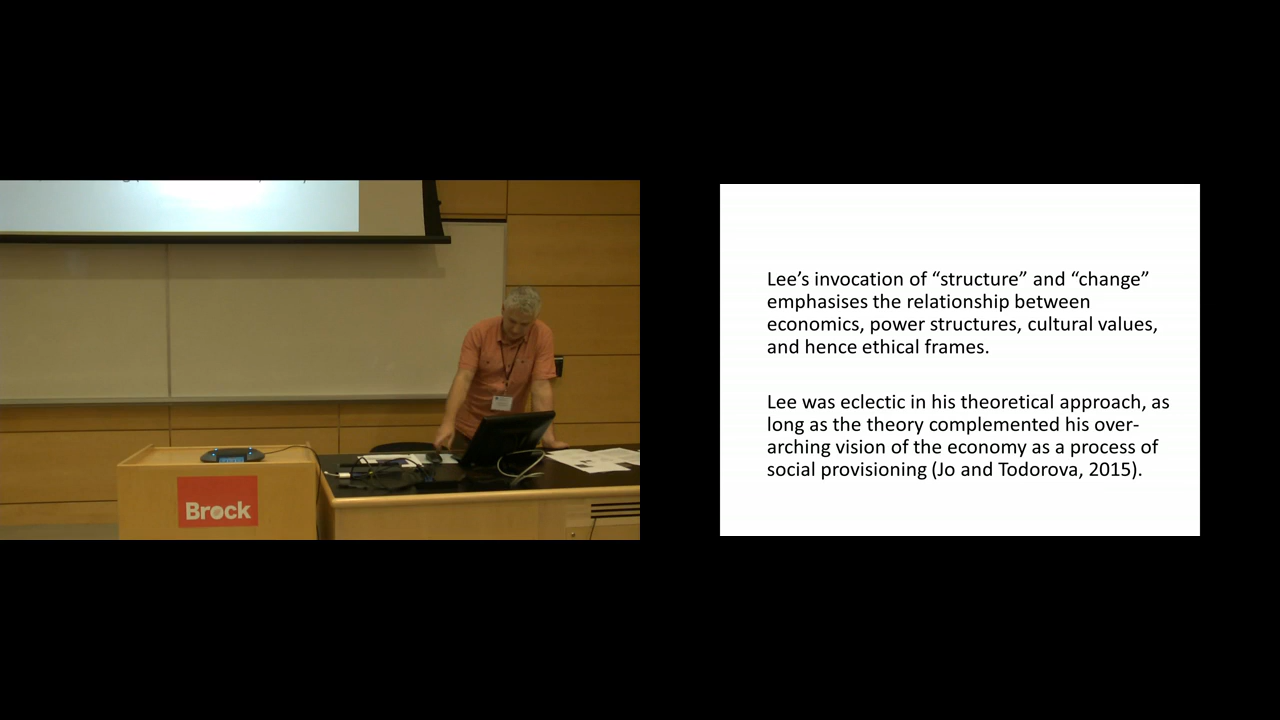 Brock
Lee’s invocation of “structure” and “change”
emphasises the relationship between
economics, power structures, cultural values,
and hence ethical frames.
Lee was eclectic in his theoretical approach, as
long as the theory complemented his over-
arching vision of the economy as a process of
social provisioning (Jo and Todorova, 2015).